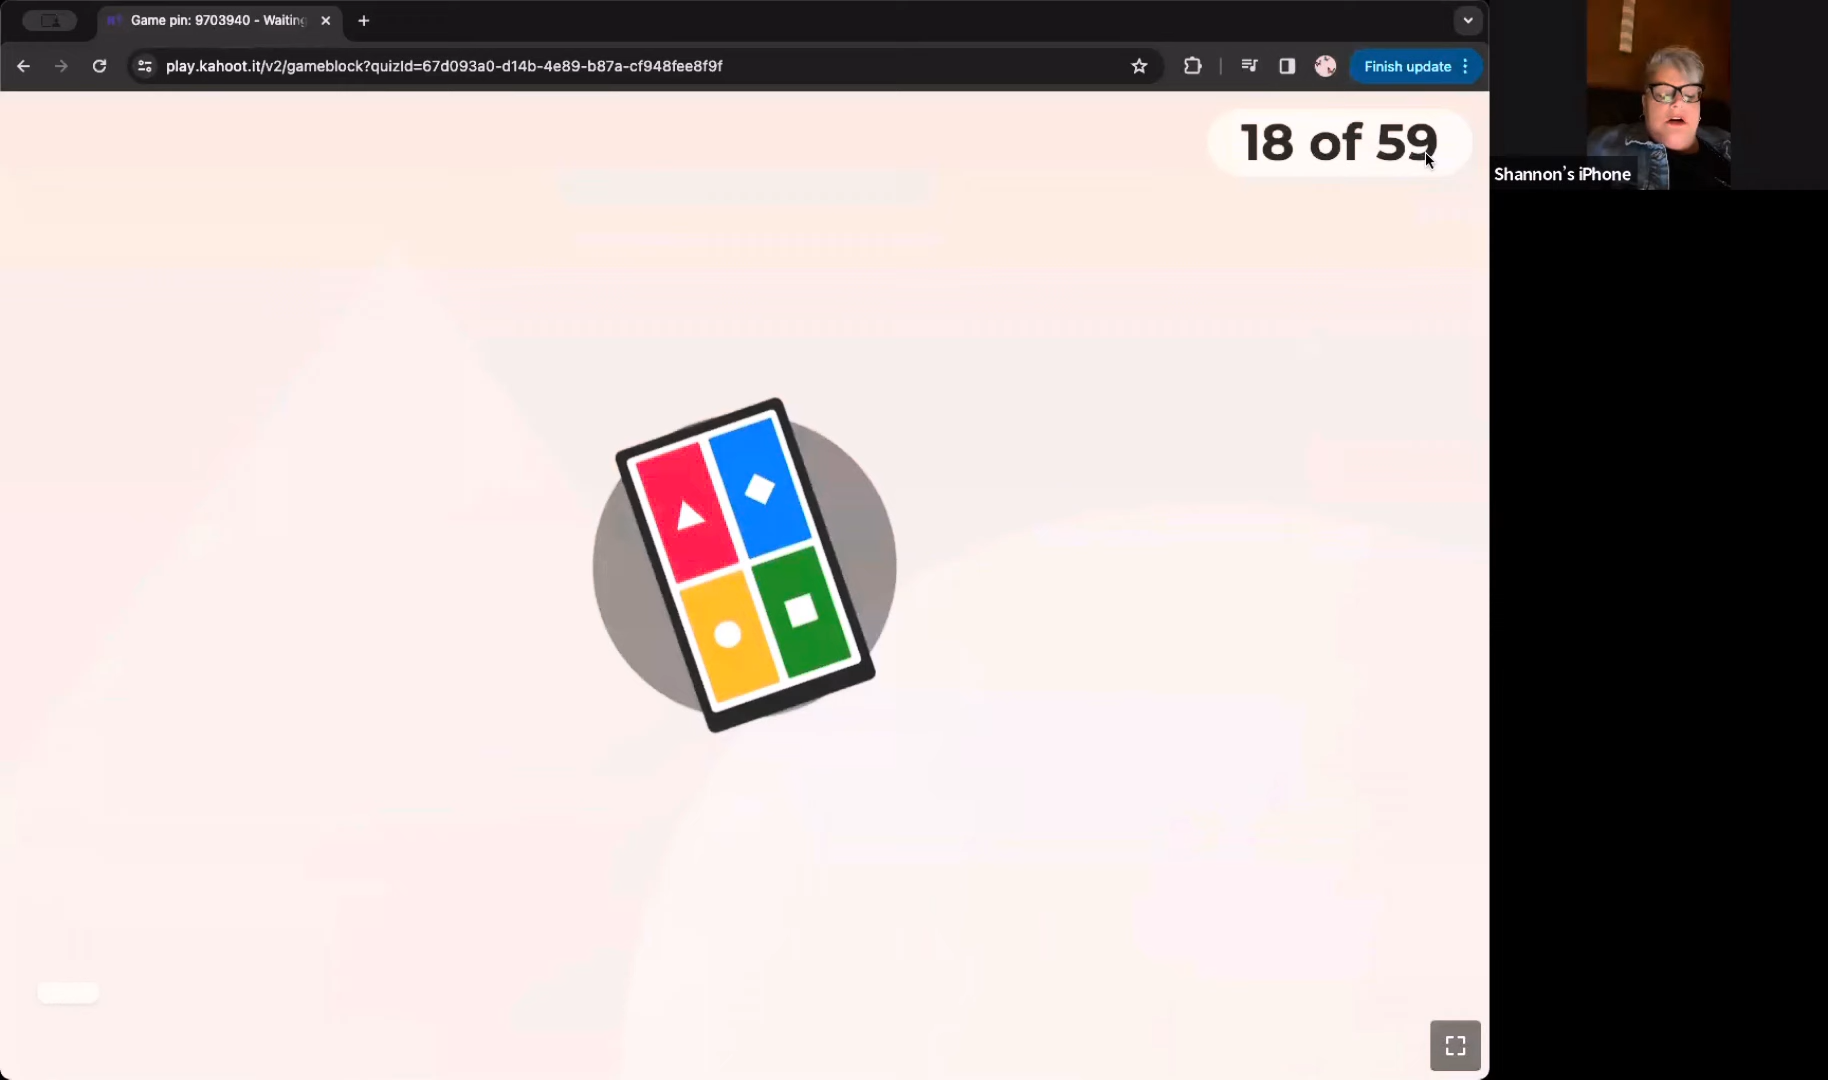 Game pin: 9703940 - Waiting
play.kahoot.it/v2/gameblock?quizId=67d093a0-d14b-4e89-b87a-cf948fee8f9f
Finish update
18 of 59
Shannon's iPhone